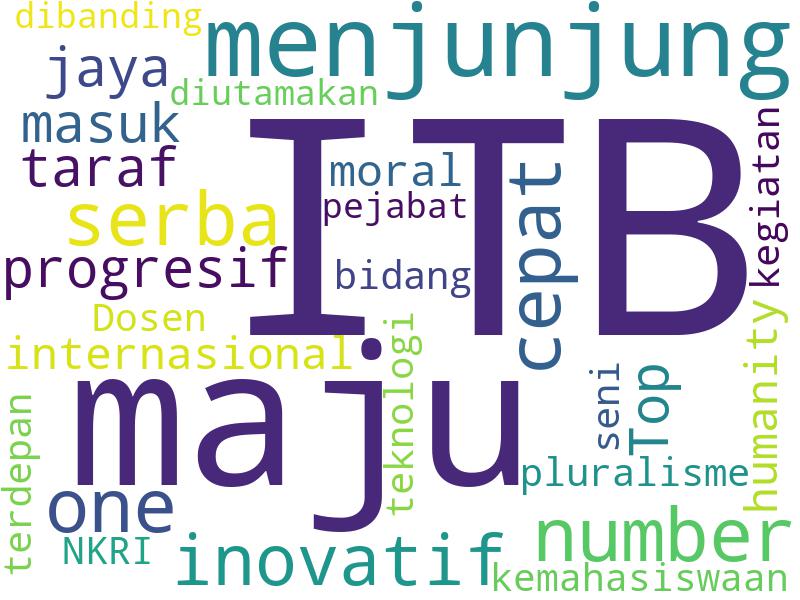 dibanding
menjunjung
jaya
diutamakan
masuk
ITB
taraf
moral
cepat
kegiatan
serba
pejabat
progresif
bidang
Dosen
internasional
teknologi
humanity
maju
seni
Top
terdepan
pluralisme
one
number
NKRI
inovatif
kemahasiswaan